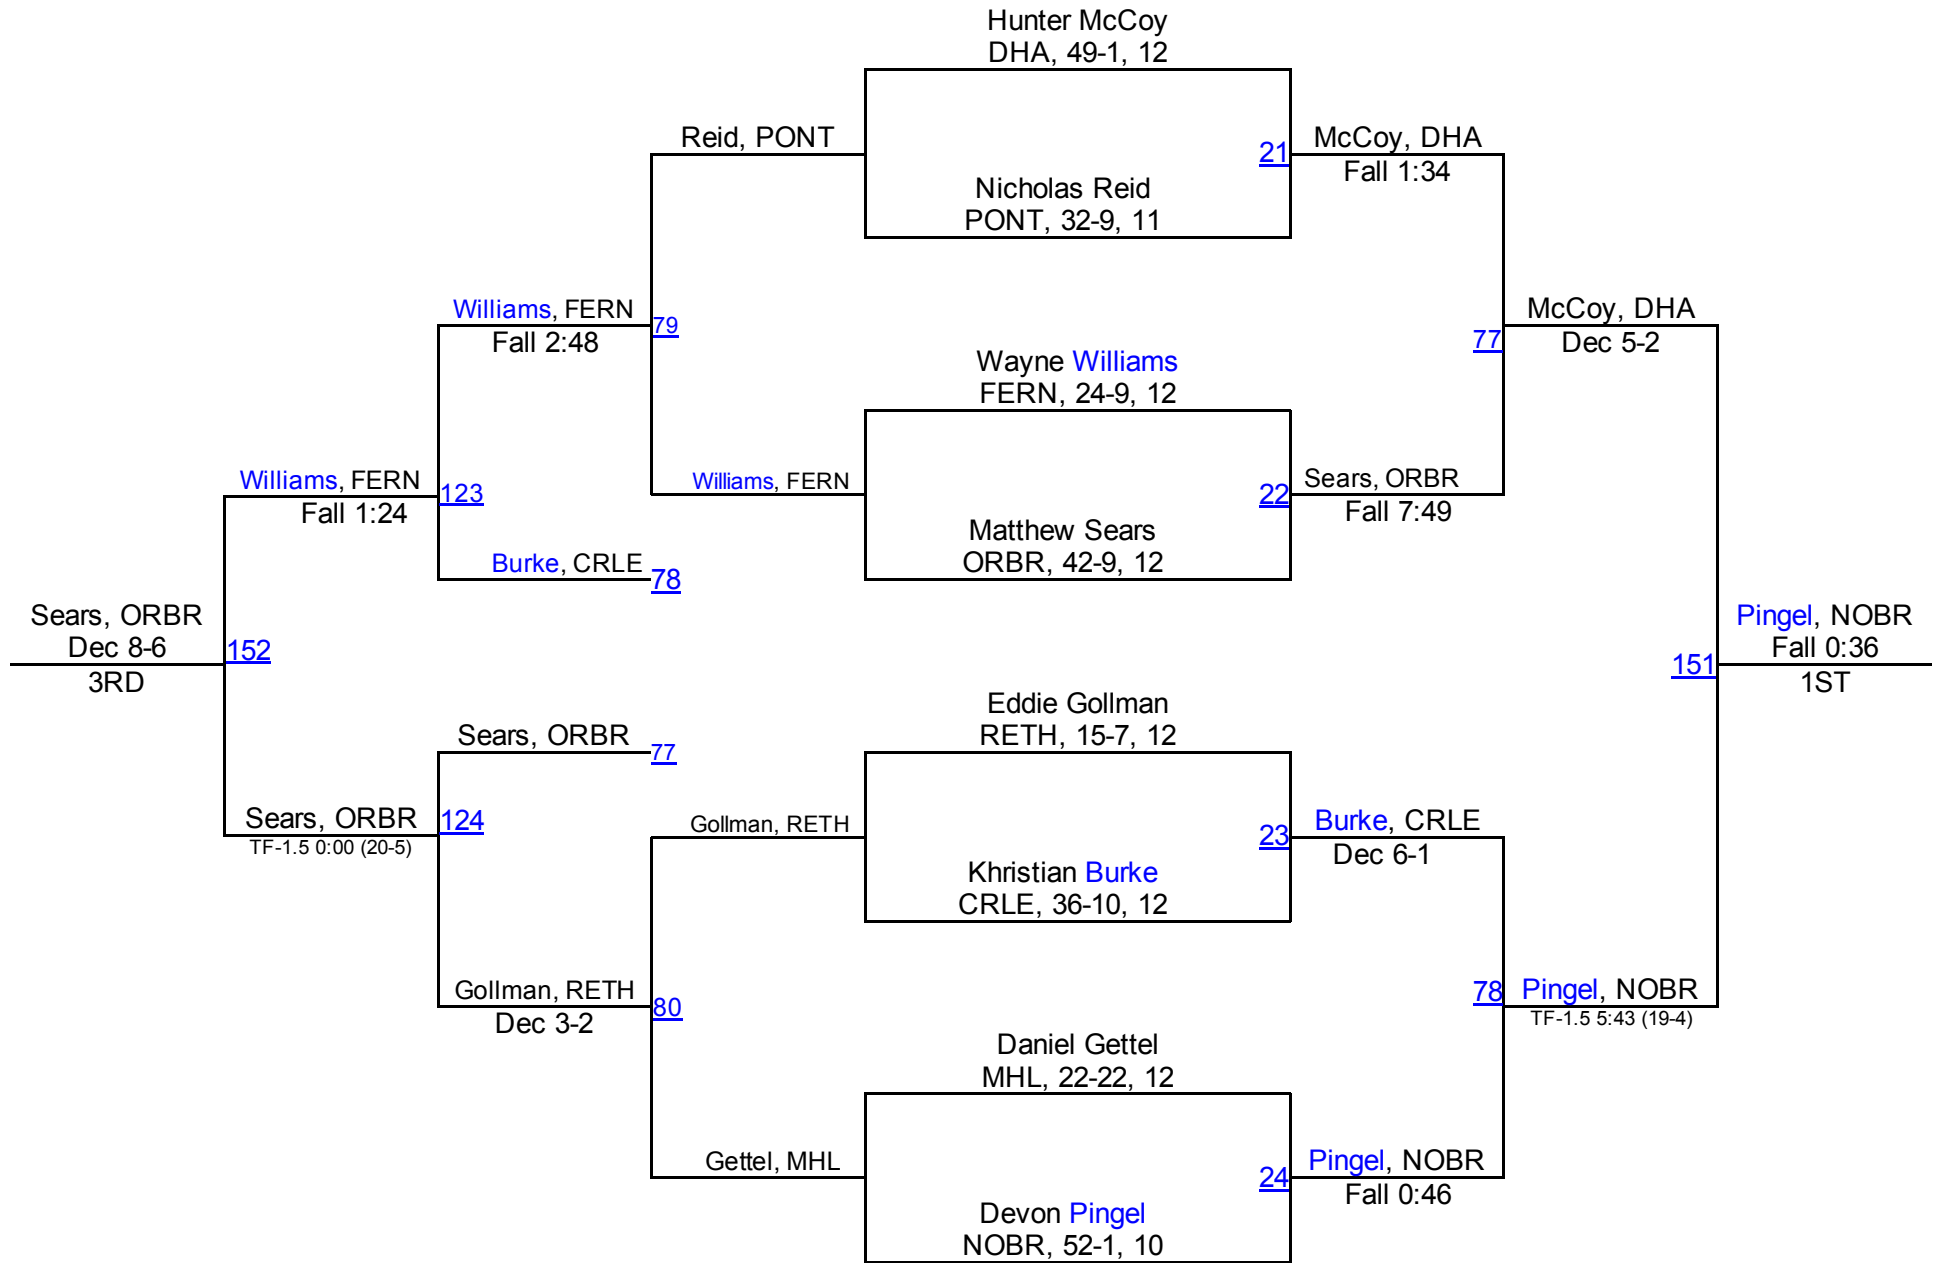 Hunter McCoy
DHA, 49-1, 12
Reid, PONT
21
McCoy, DHA
Fall 1:34
Nicholas Reid
PONT, 32-9, 11
Williams, FERN
79
Fall 2:48
McCoy, DHA
77
Dec 5-2
Wayne Williams
FERN, 24-9, 12
Williams, FERN
123
Fall 1:24
Williams, FERN
22
Sears, ORBR
Fall 7:49
Matthew Sears
ORBR, 42-9, 12
Burke, CRLE
78
Sears, ORBR
Dec 8-6
152
3RD
Pingel, NOBR
Fall 0:36
151
1ST
Eddie Gollman
RETH, 15-7, 12
Sears, ORBR
77
Sears, ORBR
124
TF-1.5 0:00 (20-5)
Gollman, RETH
23
Burke, CRLE
Dec 6-1
Khristian Burke
CRLE, 36-10, 12
Gollman, RETH
80
Dec 3-2
78
Pingel, NOBR
TF-1.5 5:43 (19-4)
Daniel Gettel
MHL, 22-22, 12
Gettel, MHL
24
Pingel, NOBR
Fall 0:46
Devon Pingel
NOBR, 52-1, 10